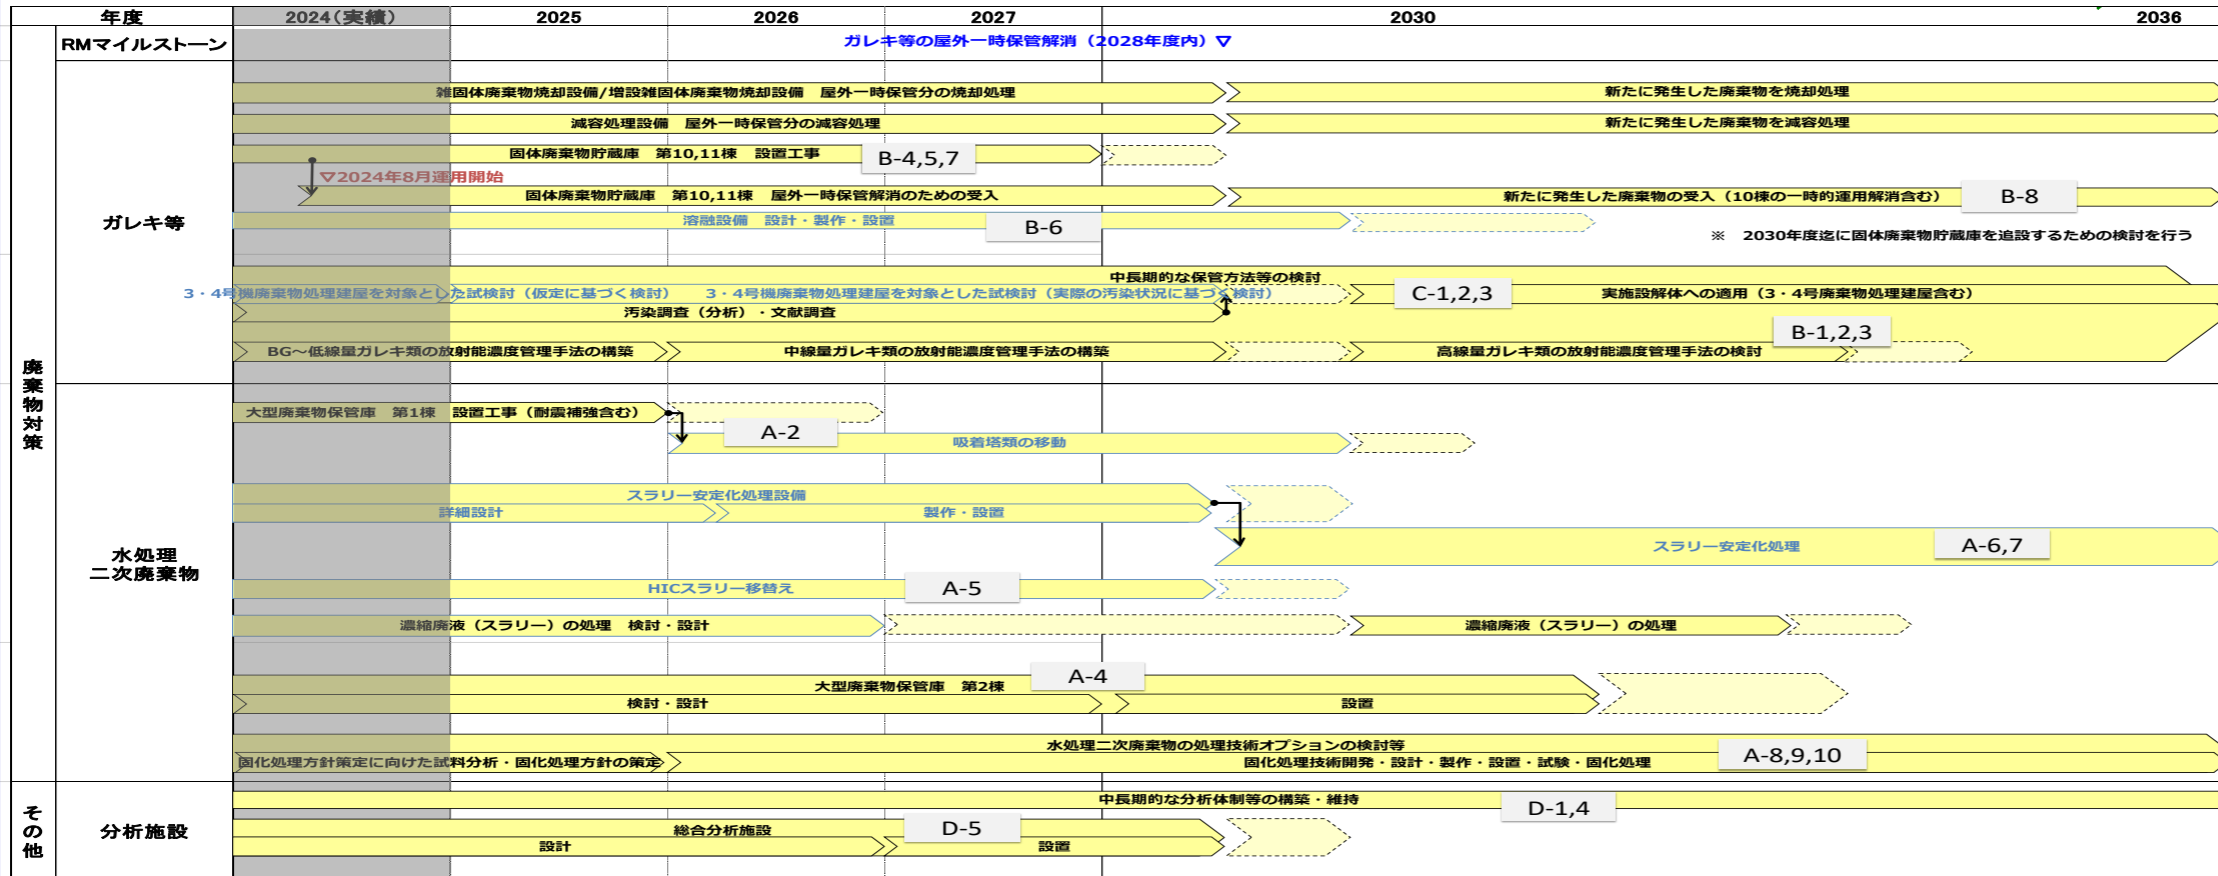 年度 2024(実績) 2025 2026 2027 2030 2036
RMマイルストーン ガレキ等の屋外一時保管解消（2028年度内）▽
廃棄物対策
ガレキ等
雑固体廃棄物焼却設備/増設雑固体廃棄物焼却設備　屋外一時保管分の焼却処理 新たに発生した廃棄物を焼却処理
減容処理設備　屋外一時保管分の減容処理 新たに発生した廃棄物を減容処理
固体廃棄物貯蔵庫　第10,11棟　設置工事 B-4,5,7
▽2024年8月運用開始
固体廃棄物貯蔵庫　第10,11棟　屋外一時保管解消のための受入 新たに発生した廃棄物の受入（10棟の一時的運用解消含む） B-8
溶融設備　設計・製作・設置 B-6
※　2030年度迄に固体廃棄物貯蔵庫を追設するための検討を行う
中長期的な保管方法等の検討
3・4号機廃棄物処理建屋を対象とした試検討（仮定に基づく検討） 3・4号機廃棄物処理建屋を対象とした試検討（実際の汚染状況に基づく検討） C-1,2,3 実施設解体への適用（3・4号廃棄物処理建屋含む）
汚染調査（分析）・文献調査
B-1,2,3
BG～低線量ガレキ類の放射能濃度管理手法の構築 中線量ガレキ類の放射能濃度管理手法の構築 高線量ガレキ類の放射能濃度管理手法の検討
水処理
二次廃棄物
大型廃棄物保管庫　第1棟　設置工事（耐震補強含む）
A-2
吸着塔類の移動
スラリー安定化処理設備
詳細設計 製作・設置
スラリー安定化処理 A-6,7
HICスラリー移替え A-5
濃縮廃液（スラリー）の処理　検討・設計 濃縮廃液（スラリー）の処理
A-4
大型廃棄物保管庫　第2棟
検討・設計 設置
水処理二次廃棄物の処理技術オプションの検討等
固化処理方針策定に向けた試料分析・固化処理方針の策定 固化処理技術開発・設計・製作・設置・試験・固化処理 A-8,9,10
その他
分析施設
中長期的な分析体制等の構築・維持 D-1,4
総合分析施設 D-5
設計 設置